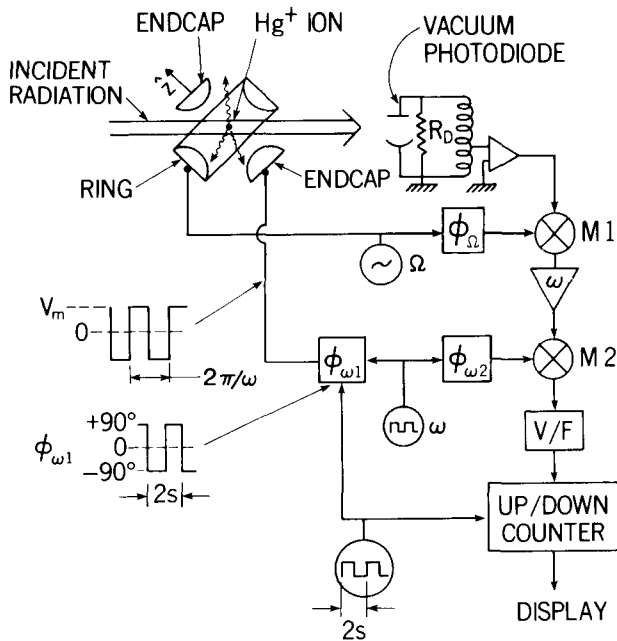 ENDCAP
Hg⁺ ION
VACUUM
PHOTODIODE
ẑ
INCIDENT
RADIATION
R_D
RING
ENDCAP
ϕ_Ω
M1
~ Ω
ω
V_m
0
2π/ω
ϕ_ω1
ϕ_ω2
M2
ω
V/F
+90°
ϕ_ω1 0
-90°
2s
UP/DOWN
COUNTER
2s
DISPLAY